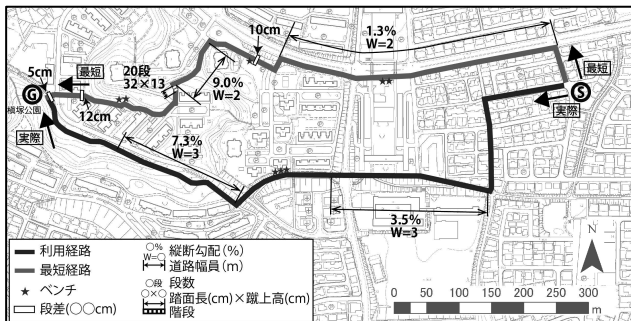 10cm
1.3%
W=2
5cm
最短
20段
32×13
9.0%
W=2
最短
G
槇塚公園
12cm
S
実際
実際
7.3%
W=3
3.5%
W=3
利用経路
最短経路
ベンチ
段差(○○cm)
○%
W=○
縦断勾配(%)
道路幅員(m)
○段
○×○
段数
踏面長(cm)×蹴上高(cm)
階段
N
0 50 100 200 300
m